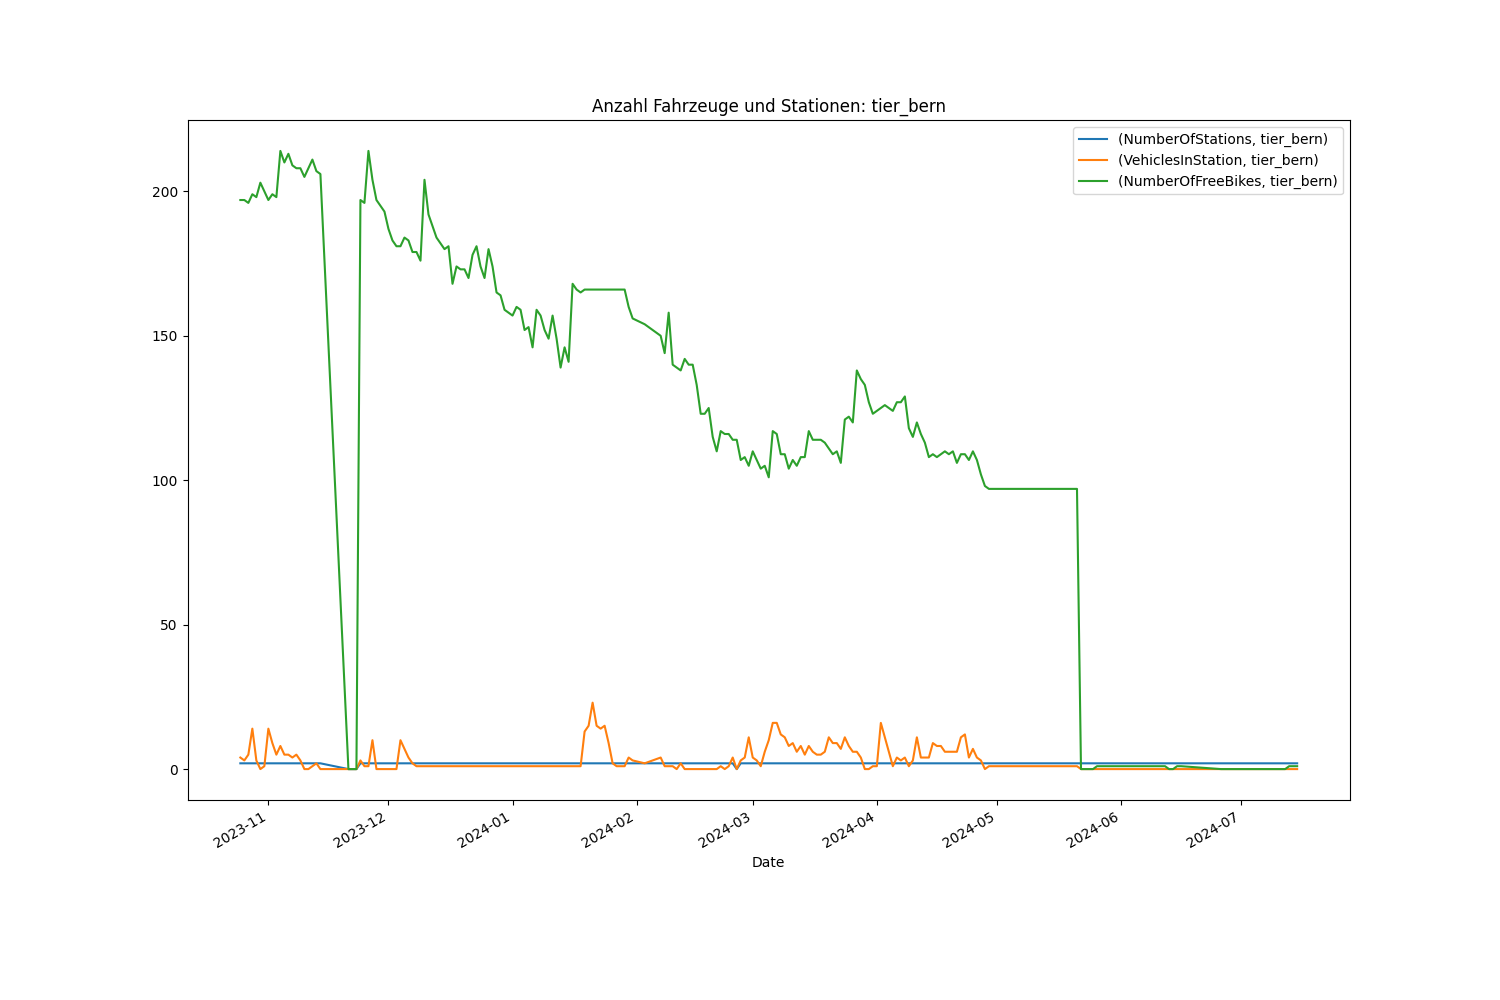 Anzahl Fahrzeuge und Stationen: tier_bern
(NumberOfStations, tier_bern)
(VehiclesInStation, tier_bern)
(NumberOfFreeBikes, tier_bern)
200
150
100
50
0
2023-11
2023-12
2024-01
2024-02
2024-03
2024-04
2024-05
2024-06
2024-07
Date